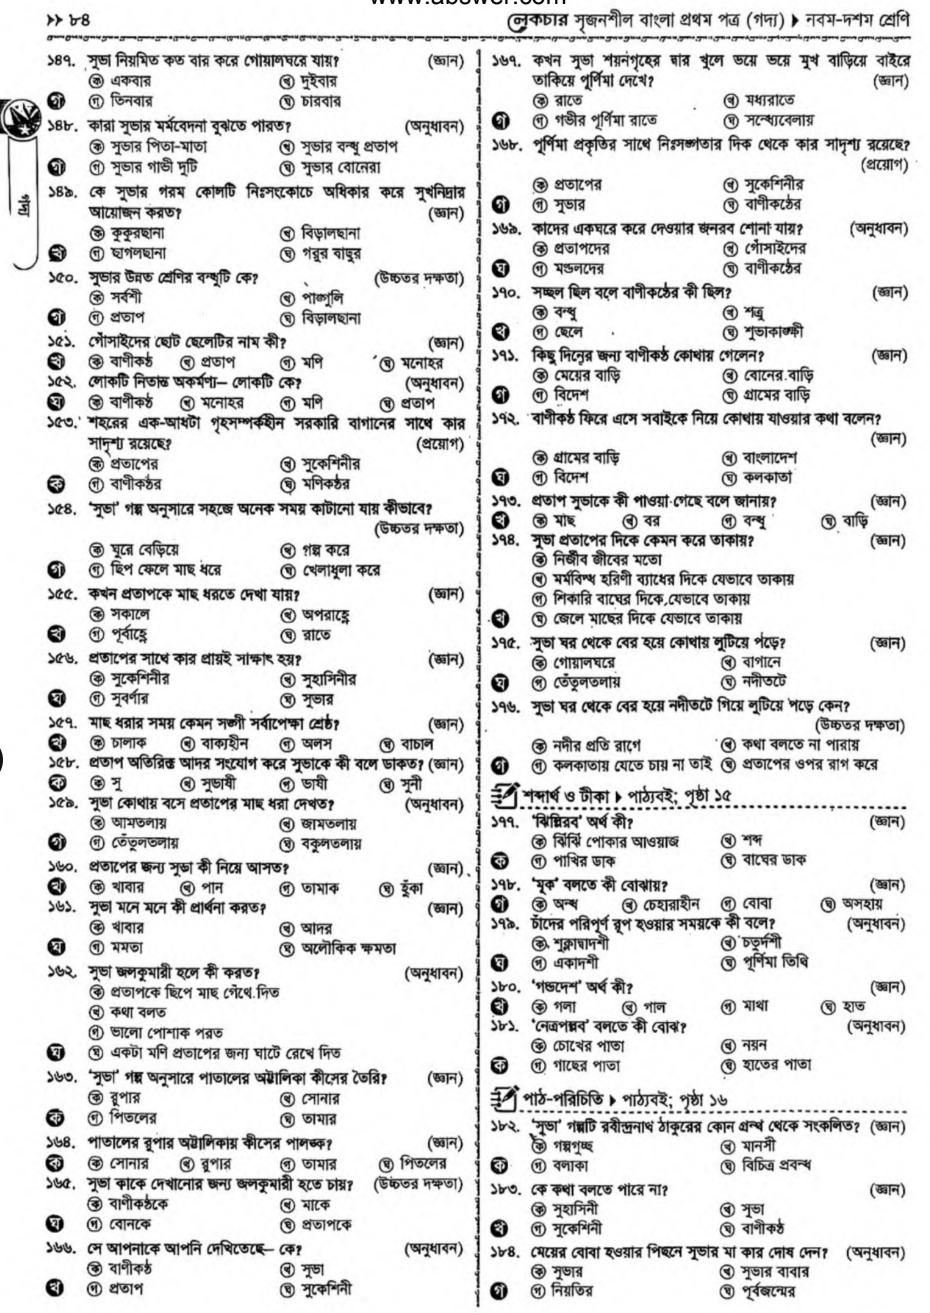 www.abswer.com
>> ৮৪
লেকচার সৃজনশীল বাংলা প্রথম পত্র (গদ্য) ▶ নবম-দশম শ্রেণি
গদ্য
১৪৭. সুভা নিয়মিত কত বার করে গোয়ালঘরে যায়? (জ্ঞান)
ক একবার খ দুইবার
গ গ তিনবার ঘ চারবার
১৪৮. কারা সুভার মর্মবেদনা বুঝতে পারত? (অনুধাবন)
ক সুভার পিতা-মাতা খ সুভার বন্ধু প্রতাপ
গ গ সুভার গাভী দুটি ঘ সুভার বোনেরা
১৪৯. কে সুভার গরম কোলটি নিঃসংকোচে অধিকার করে সুখনিদ্রার
আয়োজন করত? (জ্ঞান)
ক কুকুরছানা খ বিড়ালছানা
খ গ ছাগলছানা ঘ গরুর বাছুর
১৫০. সুভার উন্নত শ্রেণির বন্ধুটি কে? (উচ্চতর দক্ষতা)
ক সর্বশী খ পাঙ্গুলি
গ গ প্রতাপ ঘ বিড়ালছানা
১৫১. গোঁসাইদের ছোট ছেলেটির নাম কী? (জ্ঞান)
খ ক বাণীকণ্ঠ খ প্রতাপ গ মণি ঘ মনোহর
১৫২. লোকটি নিতান্ত অকর্মণ্য– লোকটি কে? (অনুধাবন)
ঘ ক বাণীকণ্ঠ খ মনোহর গ মণি ঘ প্রতাপ
১৫৩. শহরের এক-আধটা গৃহসম্পর্কহীন সরকারি বাগানের সাথে কার
সাদৃশ্য রয়েছে? (প্রয়োগ)
ক প্রতাপের খ সুকেশিনীর
ক গ বাণীকণ্ঠর ঘ মণিকণ্ঠর
১৫৪. 'সুভা' গল্প অনুসারে সহজে অনেক সময় কাটানো যায় কীভাবে?
(উচ্চতর দক্ষতা)
ক ঘুরে বেড়িয়ে খ গল্প করে
গ গ ছিপ ফেলে মাছ ধরে ঘ খেলাধুলা করে
১৫৫. কখন প্রতাপকে মাছ ধরতে দেখা যায়? (জ্ঞান)
ক সকালে খ অপরাহ্ণে
খ গ পূর্বাহ্ণে ঘ রাতে
১৫৬. প্রতাপের সাথে কার প্রায়ই সাক্ষাৎ হয়? (জ্ঞান)
ক সুকেশিনীর খ সুহাসিনীর
ঘ গ সুবর্ণার ঘ সুভার
১৫৭. মাছ ধরার সময় কেমন সঙ্গী সর্বাপেক্ষা শ্রেষ্ঠ? (জ্ঞান)
খ ক চালাক খ বাক্যহীন গ অলস ঘ বাচাল
১৫৮. প্রতাপ অতিরিক্ত আদর সংযোগ করে সুভাকে কী বলে ডাকত? (জ্ঞান)
ক ক সু খ সুভাষী গ ভাষী ঘ সুনী
১৫৯. সুভা কোথায় বসে প্রতাপের মাছ ধরা দেখত? (অনুধাবন)
ক আমতলায় খ জামতলায়
গ গ তেঁতুলতলায় ঘ বকুলতলায়
১৬০. প্রতাপের জন্য সুভা কী নিয়ে আসত? (জ্ঞান)
খ ক খাবার খ পান গ তামাক ঘ হুঁকা
১৬১. সুভা মনে মনে কী প্রার্থনা করত? (জ্ঞান)
ক খাবার খ আদর
ঘ গ মমতা ঘ অলৌকিক ক্ষমতা
১৬২. সুভা জলকুমারী হলে কী করত? (অনুধাবন)
ক প্রতাপকে ছিপে মাছ গেঁথে দিত
খ কথা বলত
গ ভালো পোশাক পরত
ঘ ঘ একটা মণি প্রতাপের জন্য ঘাটে রেখে দিত
১৬৩. 'সুভা' গল্প অনুসারে পাতালের অট্টালিকা কীসের তৈরি? (জ্ঞান)
ক রুপার খ সোনার
ক গ পিতলের ঘ তামার
১৬৪. পাতালের রুপার অট্টালিকায় কীসের পালঙ্ক? (জ্ঞান)
ক ক সোনার খ রুপার গ তামার ঘ পিতলের
১৬৫. সুভা কাকে দেখানোর জন্য জলকুমারী হতে চায়? (উচ্চতর দক্ষতা)
ক বাণীকণ্ঠকে খ মাকে
ঘ গ বোনকে ঘ প্রতাপকে
১৬৬. সে আপনাকে আপনি দেখিতেছে– কে? (অনুধাবন)
ক বাণীকণ্ঠ খ সুভা
খ গ প্রতাপ ঘ সুকেশিনী
১৬৭. কখন সুভা শয়নগৃহের দ্বার খুলে ভয়ে ভয়ে মুখ বাড়িয়ে বাইরে
তাকিয়ে পূর্ণিমা দেখে? (জ্ঞান)
ক রাতে খ মধ্যরাতে
গ গ গভীর পূর্ণিমা রাতে ঘ সন্ধ্যেবেলায়
১৬৮. পূর্ণিমা প্রকৃতির সাথে নিঃসঙ্গতার দিক থেকে কার সাদৃশ্য রয়েছে?
(প্রয়োগ)
ক প্রতাপের খ সুকেশিনীর
গ গ সুভার ঘ বাণীকণ্ঠের
১৬৯. কাদের একঘরে করে দেওয়ার জনরব শোনা যায়? (অনুধাবন)
ক প্রতাপদের খ গোঁসাইদের
ঘ গ মন্ডলদের ঘ বাণীকণ্ঠের
১৭০. সচ্ছল ছিল বলে বাণীকণ্ঠের কী ছিল? (জ্ঞান)
ক বন্ধু খ শত্রু
খ গ ছেলে ঘ শুভাকাঙ্ক্ষী
১৭১. কিছু দিনের জন্য বাণীকণ্ঠ কোথায় গেলেন? (জ্ঞান)
ক মেয়ের বাড়ি খ বোনের বাড়ি
গ গ বিদেশ ঘ গ্রামের বাড়ি
১৭২. বাণীকণ্ঠ ফিরে এসে সবাইকে নিয়ে কোথায় যাওয়ার কথা বলেন?
(জ্ঞান)
ক গ্রামের বাড়ি খ বাংলাদেশ
ঘ গ বিদেশ ঘ কলকাতা
১৭৩. প্রতাপ সুভাকে কী পাওয়া গেছে বলে জানায়? (জ্ঞান)
খ ক মাছ খ বর গ বন্ধু ঘ বাড়ি
১৭৪. সুভা প্রতাপের দিকে কেমন করে তাকায়? (জ্ঞান)
ক নির্জীব জীবের মতো
খ মর্মবিদ্ধ হরিণী ব্যাধের দিকে যেভাবে তাকায়
গ শিকারি বাঘের দিকে যেভাবে তাকায়
খ ঘ জেলে মাছের দিকে যেভাবে তাকায়
১৭৫. সুভা ঘর থেকে বের হয়ে কোথায় লুটিয়ে পড়ে? (জ্ঞান)
ক গোয়ালঘরে খ বাগানে
ঘ গ তেঁতুলতলায় ঘ নদীতটে
১৭৬. সুভা ঘর থেকে বের হয়ে নদীতটে গিয়ে লুটিয়ে পড়ে কেন?
(উচ্চতর দক্ষতা)
ক নদীর প্রতি রাগে খ কথা বলতে না পারায়
গ গ কলকাতায় যেতে চায় না তাই ঘ প্রতাপের ওপর রাগ করে
শব্দার্থ ও টীকা ▶ পাঠ্যবই; পৃষ্ঠা ১৫
১৭৭. 'ঝিল্লিরব' অর্থ কী? (জ্ঞান)
ক ঝিঁঝিঁ পোকার আওয়াজ খ শব্দ
ক গ পাখির ডাক ঘ বাঘের ডাক
১৭৮. 'মূক' বলতে কী বোঝায়? (জ্ঞান)
গ ক অন্ধ খ চেহারাহীন গ বোবা ঘ অসহায়
১৭৯. চাঁদের পরিপূর্ণ রূপ হওয়ার সময়কে কী বলে? (অনুধাবন)
ক শুক্লাদ্বাদশী খ চতুর্দশী
ঘ গ একাদশী ঘ পূর্ণিমা তিথি
১৮০. 'গণ্ডদেশ' অর্থ কী? (জ্ঞান)
খ ক গলা খ গাল গ মাথা ঘ হাত
১৮১. 'নেত্রপল্লব' বলতে কী বোঝ? (অনুধাবন)
ক চোখের পাতা খ নয়ন
ক গ গাছের পাতা ঘ হাতের পাতা
পাঠ-পরিচিতি ▶ পাঠ্যবই; পৃষ্ঠা ১৬
১৮২. 'সুভা' গল্পটি রবীন্দ্রনাথ ঠাকুরের কোন গ্রন্থ থেকে সংকলিত? (জ্ঞান)
ক গল্পগুচ্ছ খ মানসী
ক গ বলাকা ঘ বিচিত্র প্রবন্ধ
১৮৩. কে কথা বলতে পারে না? (জ্ঞান)
ক সুহাসিনী খ সুভা
খ গ সুকেশিনী ঘ বাণীকণ্ঠ
১৮৪. মেয়ের বোবা হওয়ার পিছনে সুভার মা কার দোষ দেন? (অনুধাবন)
ক সুভার খ সুভার বাবার
গ গ নিয়তির ঘ পূর্বজন্মের